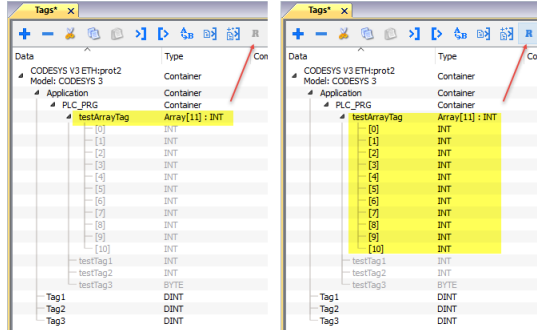 Tags*
Data Type Con
CODESYS V3 ETH:prot2
Model: CODESYS 3 Container
Application Container
PLC_PRG Container
testArrayTag Array[11] : INT
[0] INT
[1] INT
[2] INT
[3] INT
[4] INT
[5] INT
[6] INT
[7] INT
[8] INT
[9] INT
[10] INT
testTag1 INT
testTag2 INT
testTag3 BYTE
Tag1 DINT
Tag2 DINT
Tag3 DINT
Tags*
Data Type Co
CODESYS V3 ETH:prot2
Model: CODESYS 3 Container
Application Container
PLC_PRG Container
testArrayTag Array[11] : INT
[0] INT
[1] INT
[2] INT
[3] INT
[4] INT
[5] INT
[6] INT
[7] INT
[8] INT
[9] INT
[10] INT
testTag1 INT
testTag2 INT
testTag3 BYTE
Tag1 DINT
Tag2 DINT
Tag3 DINT